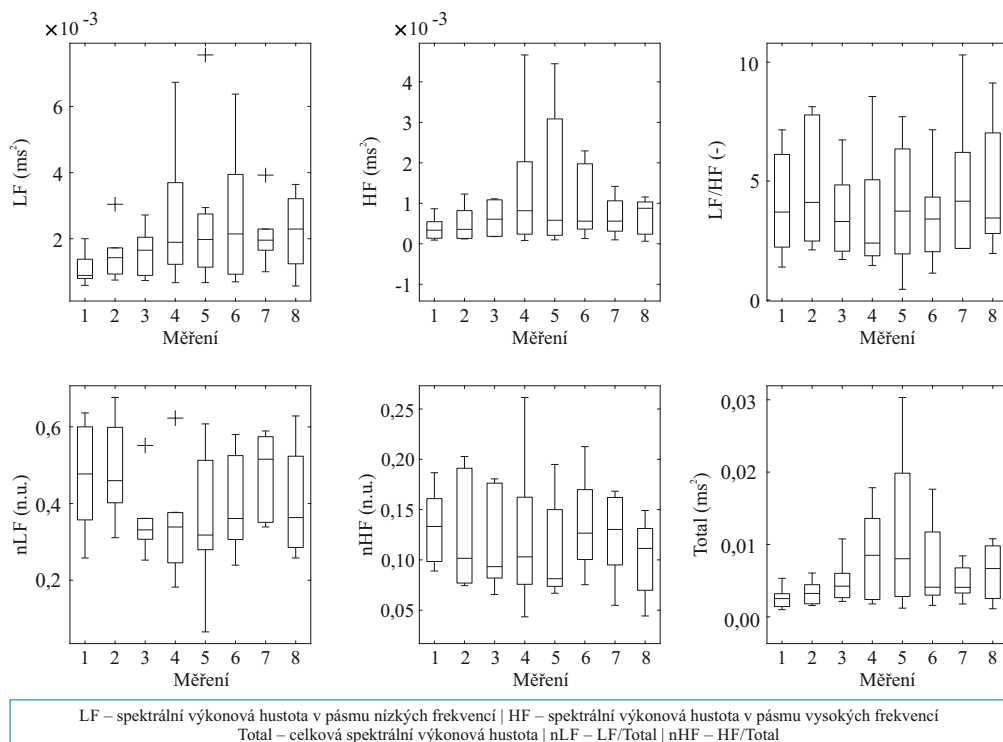 ×10⁻³
6
4
2
LF (ms²)
1 2 3 4 5 6 7 8
Měření
×10⁻³
4
3
2
1
0
-1
HF (ms²)
1 2 3 4 5 6 7 8
Měření
10
5
0
LF/HF (-)
1 2 3 4 5 6 7 8
Měření
0,6
0,4
0,2
nLF (n.u.)
1 2 3 4 5 6 7 8
Měření
0,25
0,20
0,15
0,10
0,05
nHF (n.u.)
1 2 3 4 5 6 7 8
Měření
0,03
0,02
0,01
0,00
Total (ms²)
1 2 3 4 5 6 7 8
Měření
LF – spektrální výkonová hustota v pásmu nízkých frekvencí | HF – spektrální výkonová hustota v pásmu vysokých frekvencí
Total – celková spektrální výkonová hustota | nLF – LF/Total | nHF – HF/Total